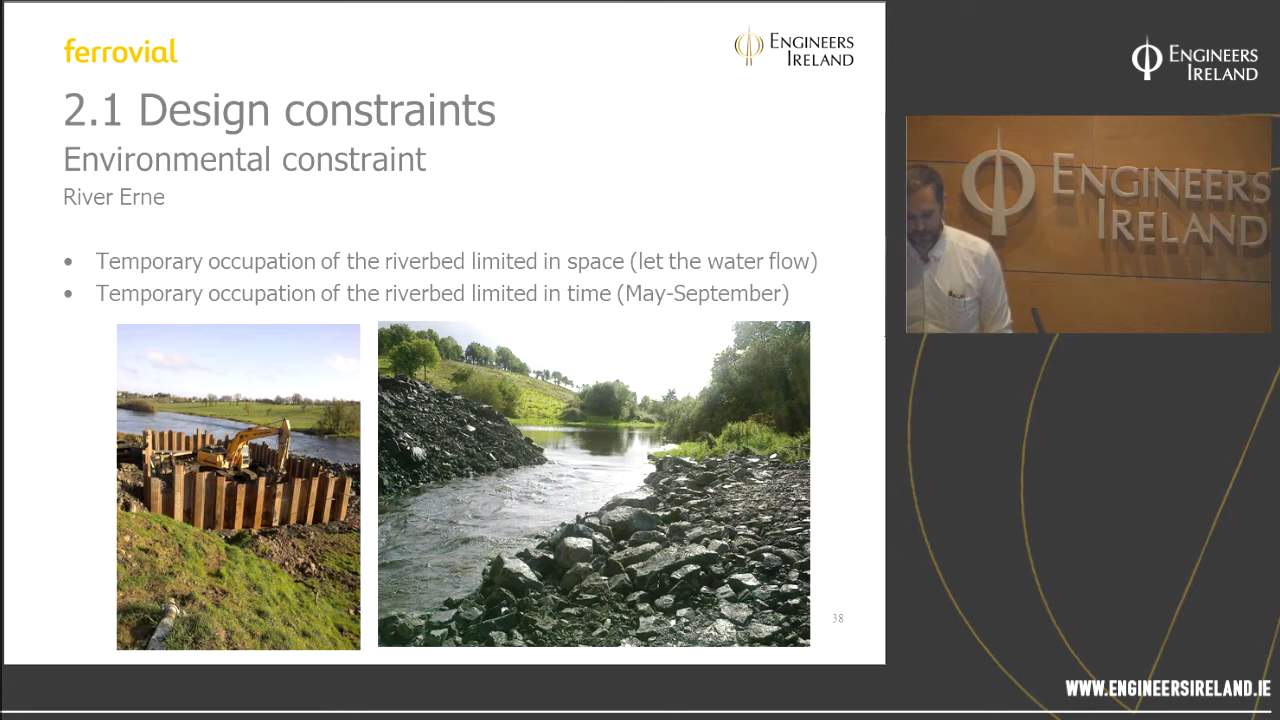 ferrovial
ENGINEERS
IRELAND
2.1 Design constraints
Environmental constraint
River Erne
• Temporary occupation of the riverbed limited in space (let the water flow)
• Temporary occupation of the riverbed limited in time (May-September)
38
ENGINEERS
IRELAND
ENGINEERS
IRELAND
WWW.ENGINEERSIRELAND.IE